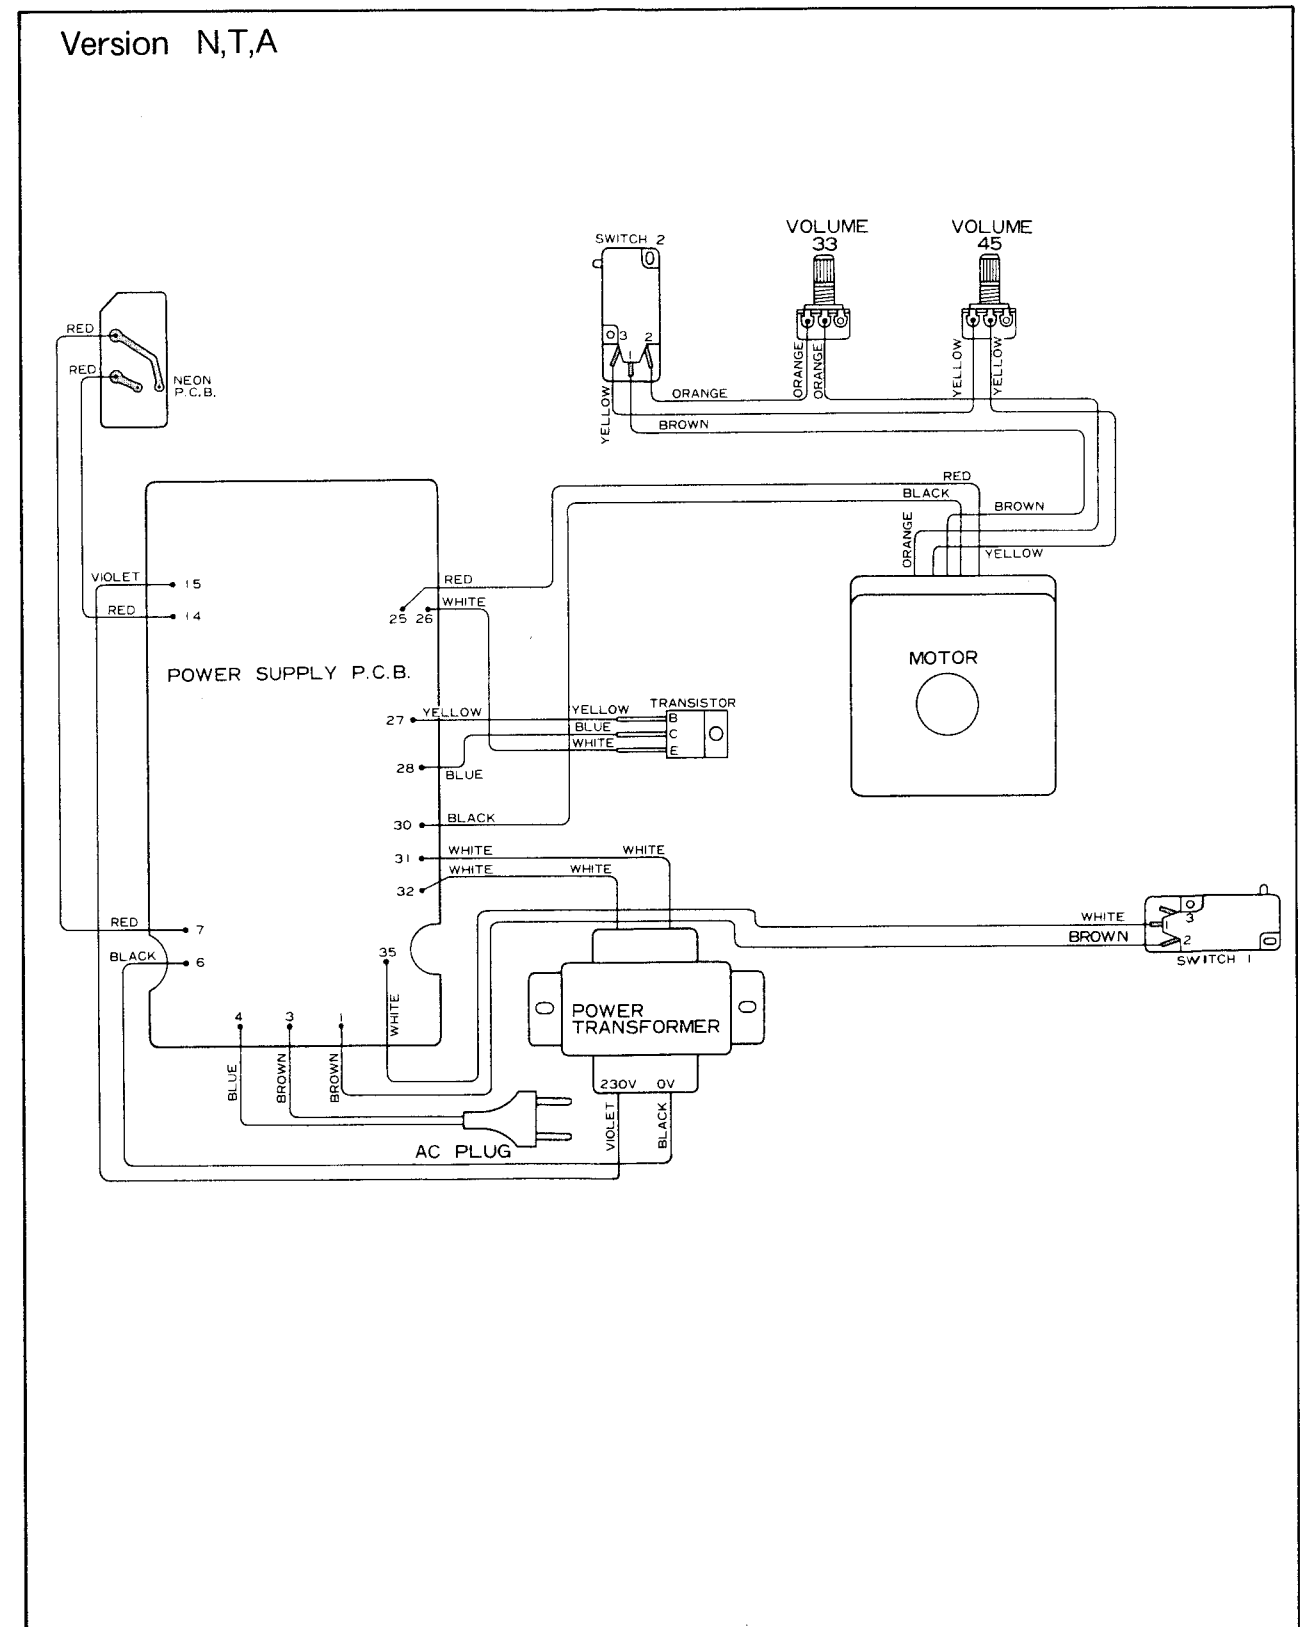 Version N,T,A
VOLUME
33
VOLUME
45
SWITCH 2
3
2
1
RED
RED
NEON
P.C.B.
ORANGE
ORANGE
YELLOW
YELLOW
YELLOW
ORANGE
BROWN
RED
BLACK
BROWN
ORANGE
YELLOW
VIOLET
15
RED
14
RED
WHITE
25 26
POWER SUPPLY P.C.B.
MOTOR
27
YELLOW
YELLOW
BLUE
WHITE
TRANSISTOR
B
C
E
28
BLUE
30
BLACK
31
WHITE
WHITE
32
WHITE
WHITE
RED
7
BLACK
6
35
WHITE
WHITE
BROWN
3
1
2
SWITCH 1
4
3
1
BLUE
BROWN
BROWN
POWER
TRANSFORMER
230V 0V
VIOLET
BLACK
AC PLUG